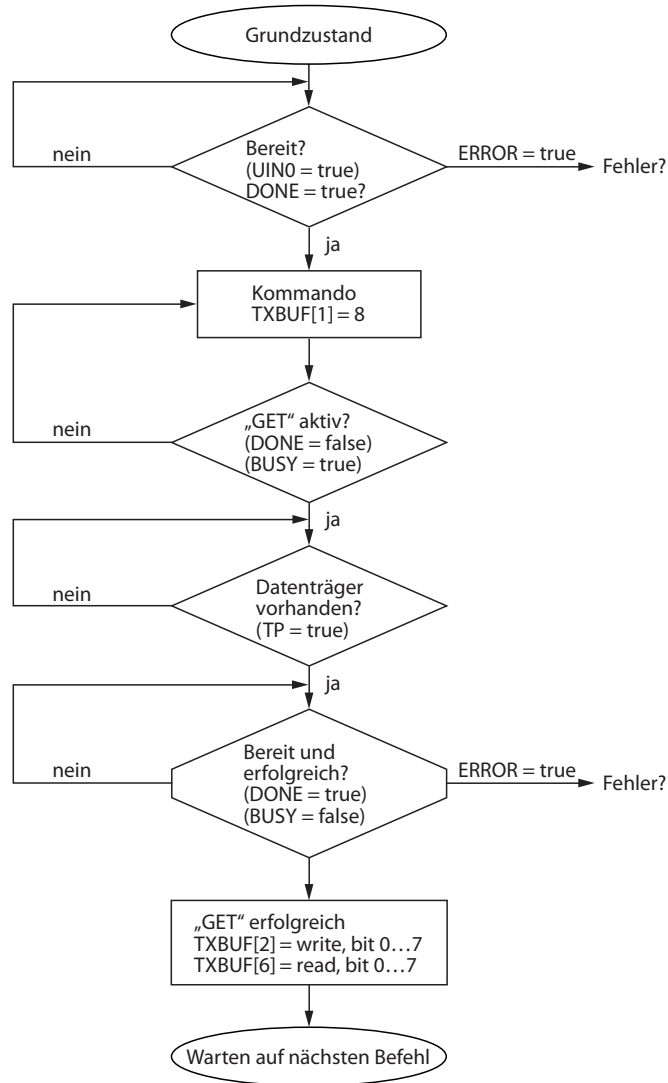 Grundzustand
nein
Bereit?
(UIN0 = true)
DONE = true?
ERROR = true
Fehler?
ja
Kommando
TXBUF[1] = 8
nein
„GET“ aktiv?
(DONE = false)
(BUSY = true)
ja
nein
Datenträger
vorhanden?
(TP = true)
ja
nein
Bereit und
erfolgreich?
(DONE = true)
(BUSY = false)
ERROR = true
Fehler?
„GET“ erfolgreich
TXBUF[2] = write, bit 0…7
TXBUF[6] = read, bit 0…7
Warten auf nächsten Befehl